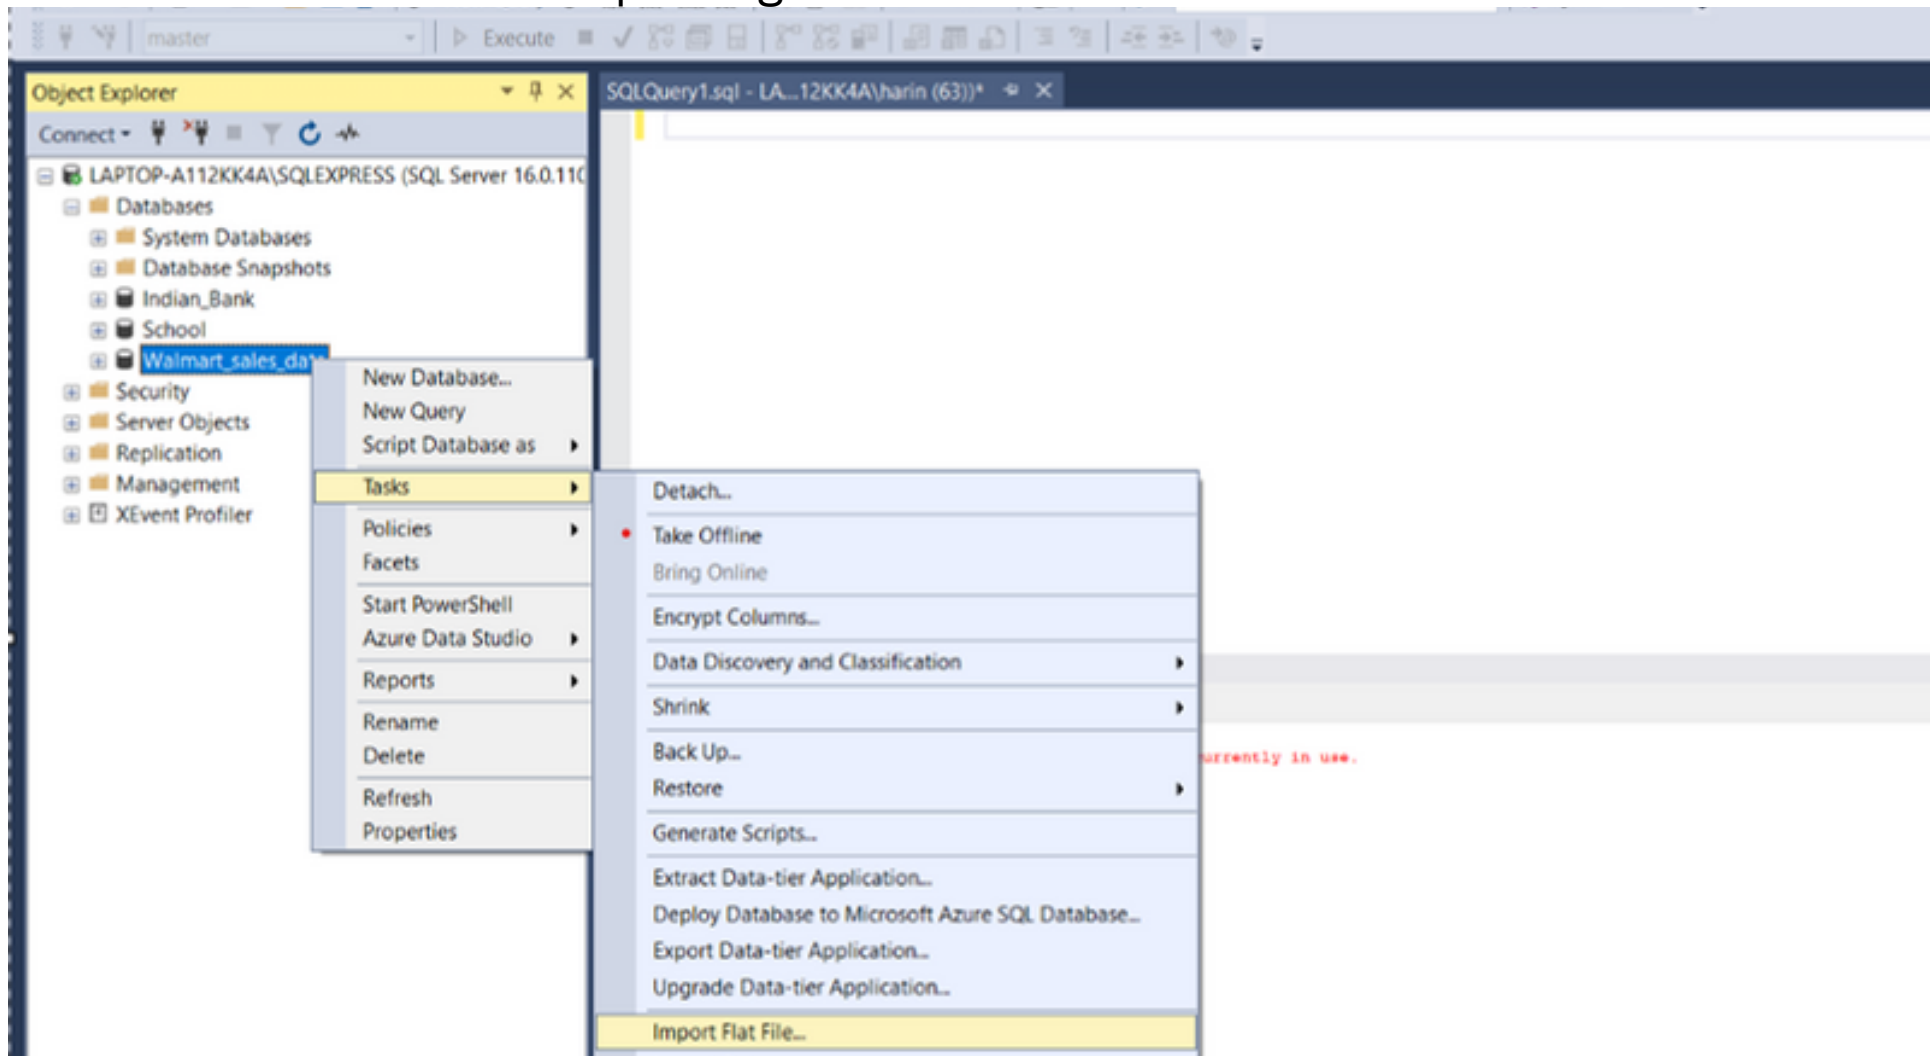 master
Execute
Object Explorer
SQLQuery1.sql - LA...12KK4A\harin (63))*
Connect
LAPTOP-A112KK4A\SQLEXPRESS (SQL Server 16.0.110
Databases
System Databases
Database Snapshots
Indian_Bank
School
Walmart_sales_dat
Security
Server Objects
Replication
Management
XEvent Profiler
New Database...
New Query
Script Database as
Tasks
Policies
Facets
Start PowerShell
Azure Data Studio
Reports
Rename
Delete
Refresh
Properties
Detach...
Take Offline
Bring Online
Encrypt Columns...
Data Discovery and Classification
Shrink
Back Up...
Restore
Generate Scripts...
Extract Data-tier Application...
Deploy Database to Microsoft Azure SQL Database...
Export Data-tier Application...
Upgrade Data-tier Application...
Import Flat File...
urrently in use.